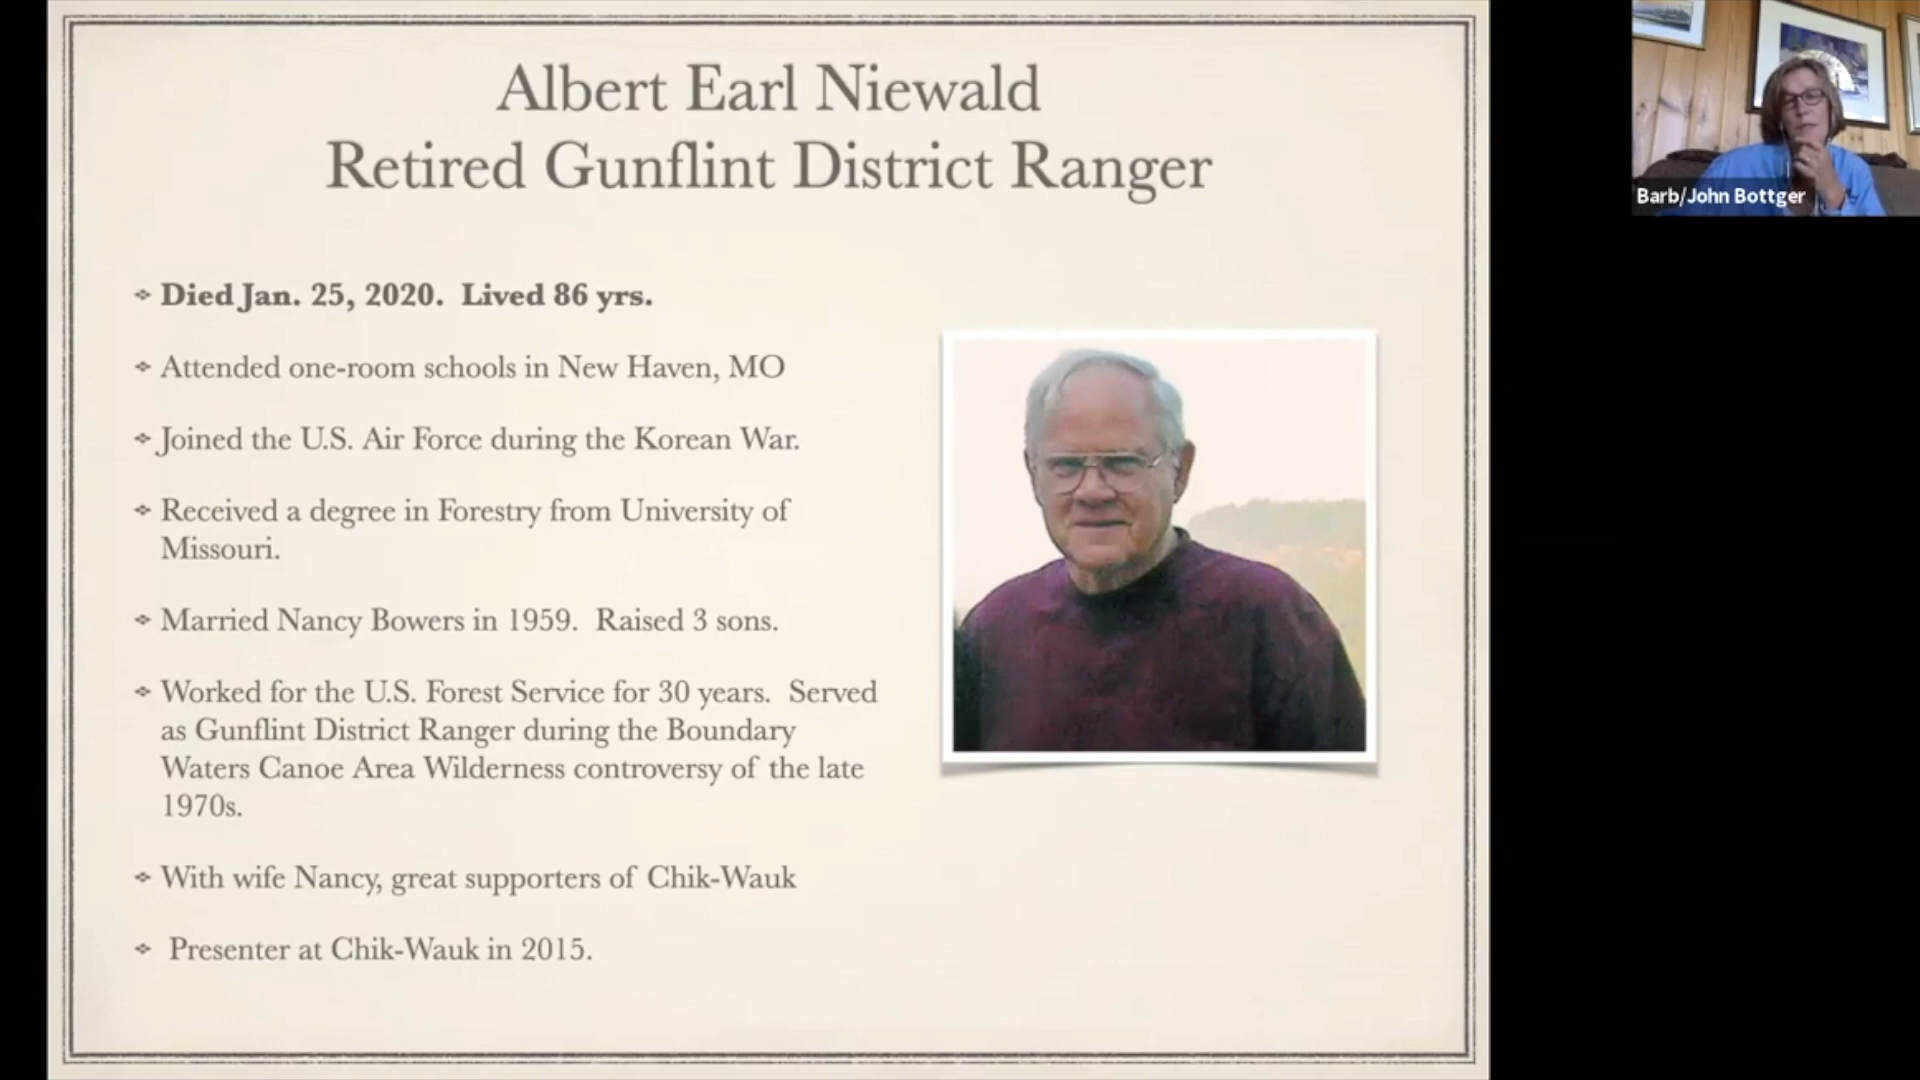 Albert Earl Niewald
Retired Gunflint District Ranger
Died Jan. 25, 2020. Lived 86 yrs.
Attended one-room schools in New Haven, MO
Joined the U.S. Air Force during the Korean War.
Received a degree in Forestry from University of
Missouri.
Married Nancy Bowers in 1959. Raised 3 sons.
Worked for the U.S. Forest Service for 30 years. Served
as Gunflint District Ranger during the Boundary
Waters Canoe Area Wilderness controversy of the late
1970s.
With wife Nancy, great supporters of Chik-Wauk
Presenter at Chik-Wauk in 2015.
Barb/John Bottger